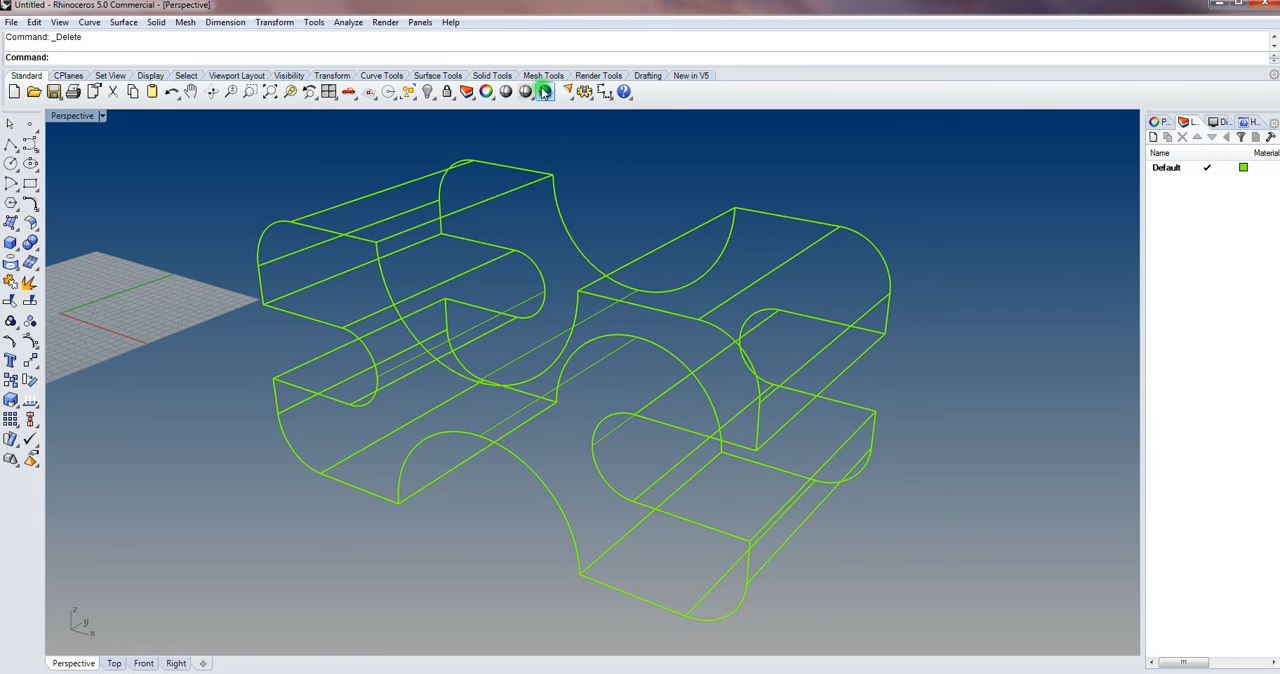 Untitled - Rhinoceros 5.0 Commercial - [Perspective]
File Edit View Curve Surface Solid Mesh Dimension Transform Tools Analyze Render Panels Help
Command: _Delete
Command:
Standard CPlanes Set View Display Select Viewport Layout Visibility Transform Curve Tools Surface Tools Solid Tools Mesh Tools Render Tools Drafting New in V5
Perspective
P... L... Di... H...
Name Material
Default
z
y
x
Perspective Top Front Right